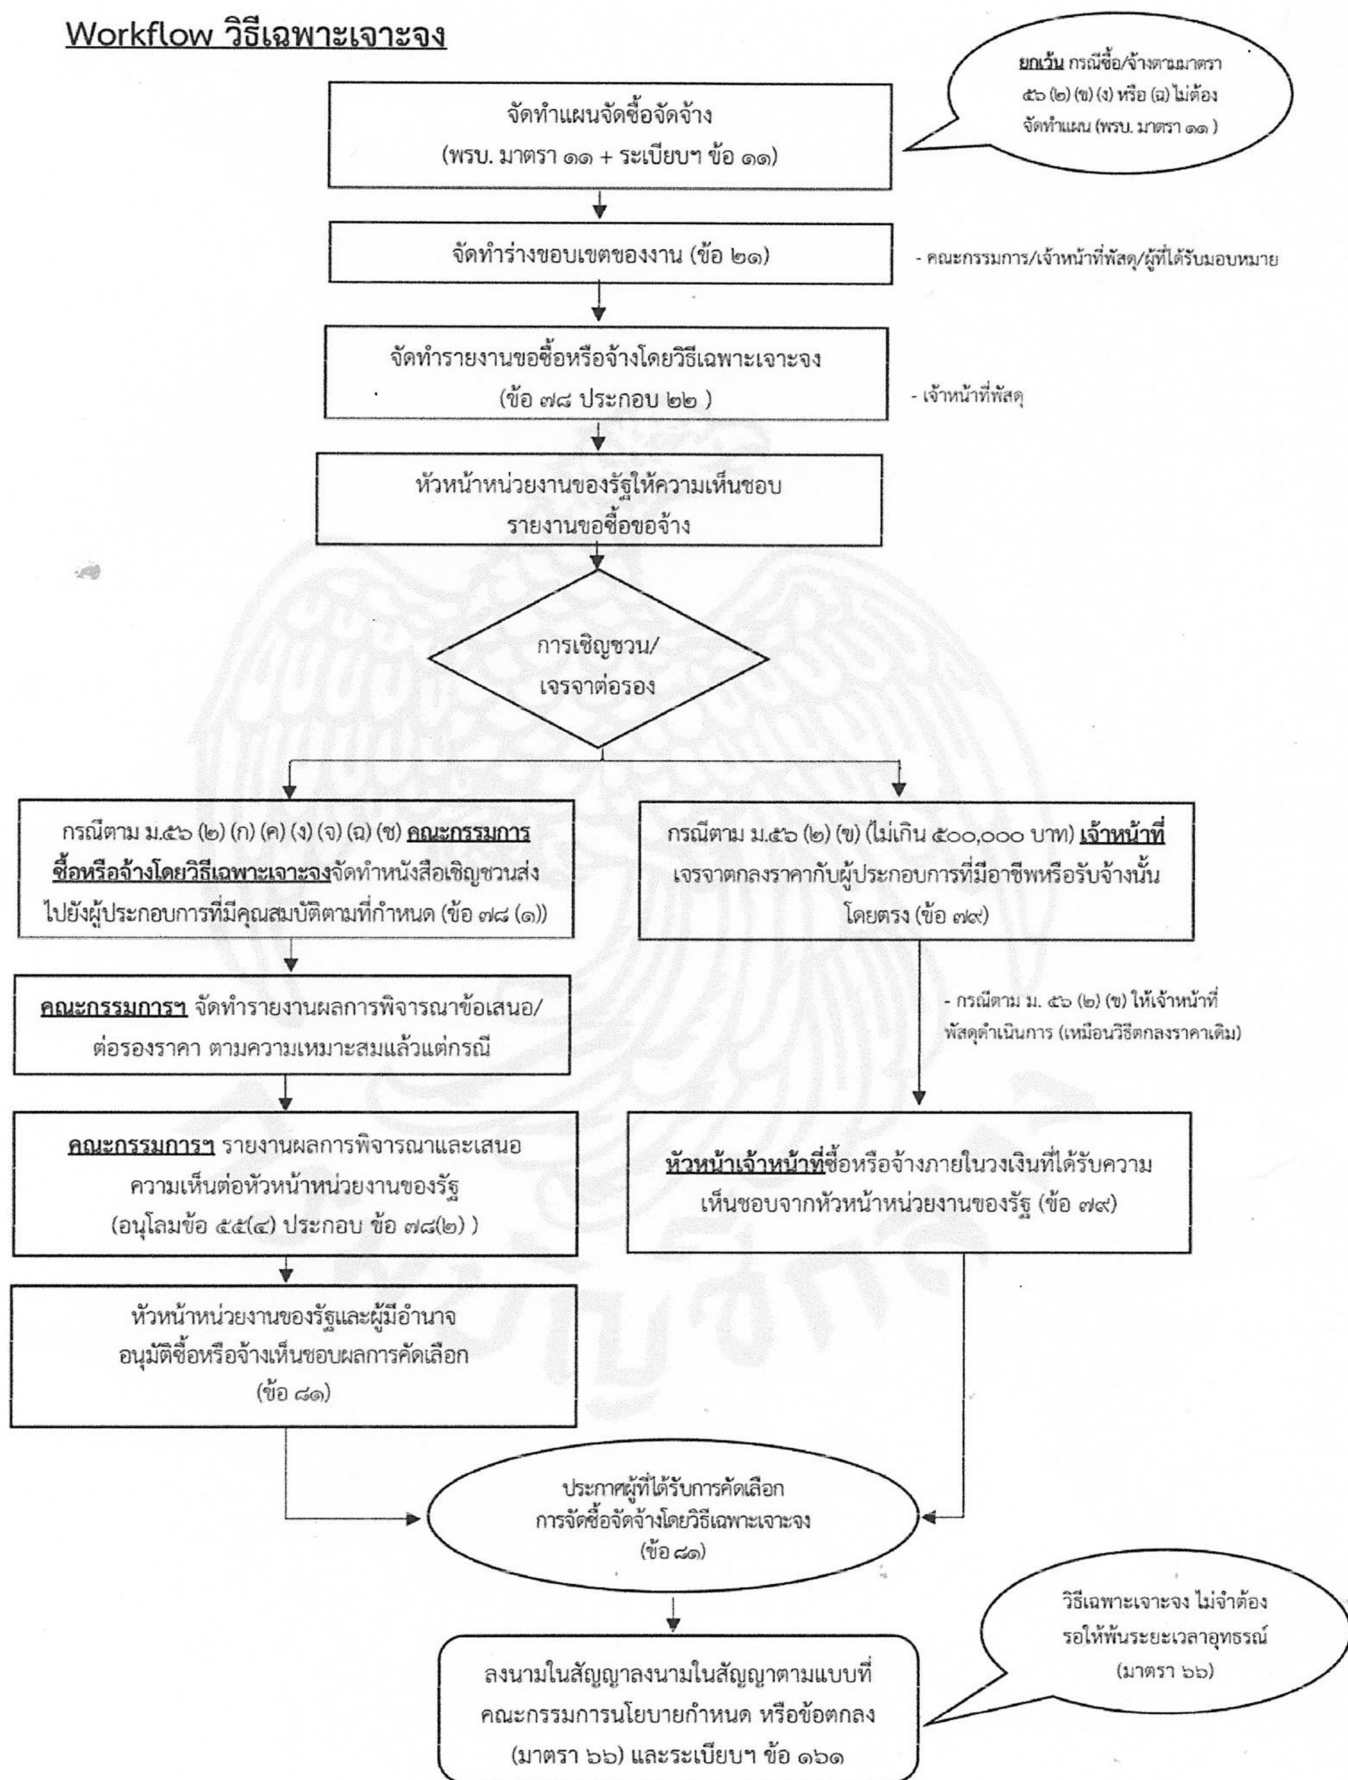 Workflow วิธีเฉพาะเจาะจง
ยกเว้น กรณีซื้อ/จ้างตามมาตรา
๕๖ (๒) (ข) (ง) หรือ (ฉ) ไม่ต้อง
จัดทำแผน (พรบ. มาตรา ๑๑ )
จัดทำแผนจัดซื้อจัดจ้าง
(พรบ. มาตรา ๑๑ + ระเบียบฯ ข้อ ๑๑)
จัดทำร่างขอบเขตของงาน (ข้อ ๒๑)
- คณะกรรมการ/เจ้าหน้าที่พัสดุ/ผู้ที่ได้รับมอบหมาย
จัดทำรายงานขอซื้อหรือจ้างโดยวิธีเฉพาะเจาะจง
(ข้อ ๗๘ ประกอบ ๒๒ )
- เจ้าหน้าที่พัสดุ
หัวหน้าหน่วยงานของรัฐให้ความเห็นชอบ
รายงานขอซื้อขอจ้าง
การเชิญชวน/
เจรจาต่อรอง
กรณีตาม ม.๕๖ (๒) (ก) (ค) (ง) (จ) (ฉ) (ช) คณะกรรมการ
ซื้อหรือจ้างโดยวิธีเฉพาะเจาะจงจัดทำหนังสือเชิญชวนส่ง
ไปยังผู้ประกอบการที่มีคุณสมบัติตามที่กำหนด (ข้อ ๗๘ (๑))
กรณีตาม ม.๕๖ (๒) (ข) (ไม่เกิน ๕๐๐,๐๐๐ บาท) เจ้าหน้าที่
เจรจาตกลงราคากับผู้ประกอบการที่มีอาชีพหรือรับจ้างนั้น
โดยตรง (ข้อ ๗๙)
คณะกรรมการฯ จัดทำรายงานผลการพิจารณาข้อเสนอ/
ต่อรองราคา ตามความเหมาะสมแล้วแต่กรณี
- กรณีตาม ม. ๕๖ (๒) (ข) ให้เจ้าหน้าที่
พัสดุดำเนินการ (เหมือนวิธีตกลงราคาเดิม)
คณะกรรมการฯ รายงานผลการพิจารณาและเสนอ
ความเห็นต่อหัวหน้าหน่วยงานของรัฐ
(อนุโลมข้อ ๕๕(๔) ประกอบ ข้อ ๗๘(๒) )
หัวหน้าเจ้าหน้าที่ซื้อหรือจ้างภายในวงเงินที่ได้รับความ
เห็นชอบจากหัวหน้าหน่วยงานของรัฐ (ข้อ ๗๙)
หัวหน้าหน่วยงานของรัฐและผู้มีอำนาจ
อนุมัติซื้อหรือจ้างเห็นชอบผลการคัดเลือก
(ข้อ ๘๑)
ประกาศผู้ที่ได้รับการคัดเลือก
การจัดซื้อจัดจ้างโดยวิธีเฉพาะเจาะจง
(ข้อ ๘๑)
วิธีเฉพาะเจาะจง ไม่จำต้อง
รอให้พ้นระยะเวลาอุทธรณ์
(มาตรา ๖๖)
ลงนามในสัญญาลงนามในสัญญาตามแบบที่
คณะกรรมการนโยบายกำหนด หรือข้อตกลง
(มาตรา ๖๖) และระเบียบฯ ข้อ ๑๖๑